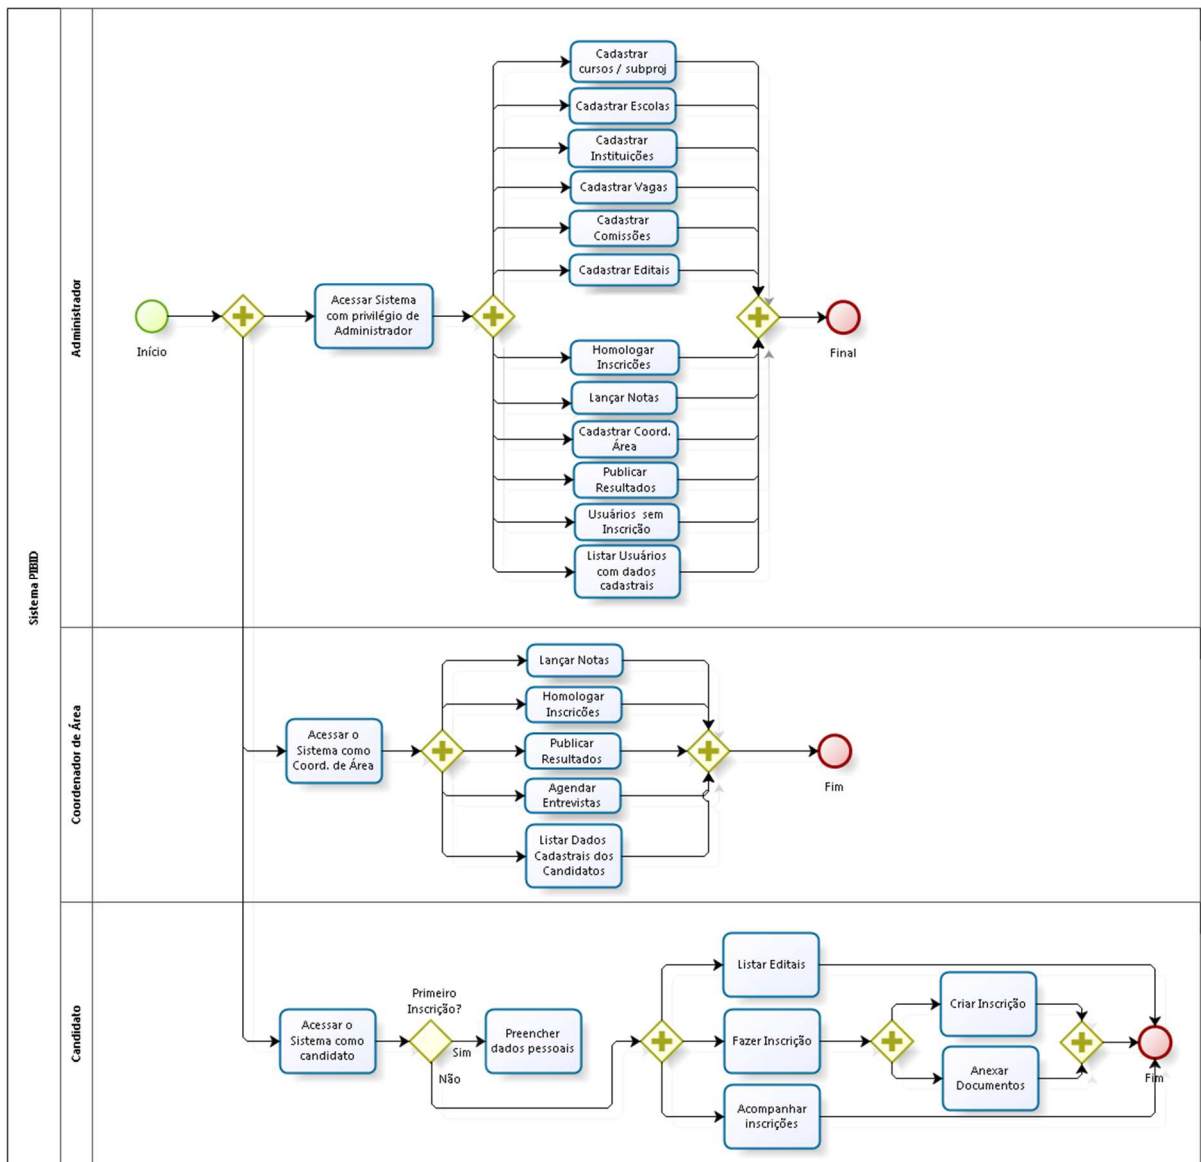 Sistema PIBID
Administrador
Início
Acessar Sistema
com privilégio de
Administrador
Cadastrar
cursos / subproj
Cadastrar Escolas
Cadastrar
Instituições
Cadastrar Vagas
Cadastrar
Comissões
Cadastrar Editais
Homologar
Inscricões
Lançar Notas
Cadastrar Coord.
Área
Publicar
Resultados
Usuários sem
Inscrição
Listar Usuários
com dados
cadastrais
Final
Coordenador de Área
Acessar o
Sistema como
Coord. de Área
Lançar Notas
Homologar
Inscricões
Publicar
Resultados
Agendar
Entrevistas
Listar Dados
Cadastrais dos
Candidatos
Fim
Candidato
Acessar o
Sistema como
candidato
Primeiro
Inscrição?
Sim
Não
Preencher
dados pessoais
Listar Editais
Fazer Inscrição
Acompanhar
inscrições
Criar Inscrição
Anexar
Documentos
Fim